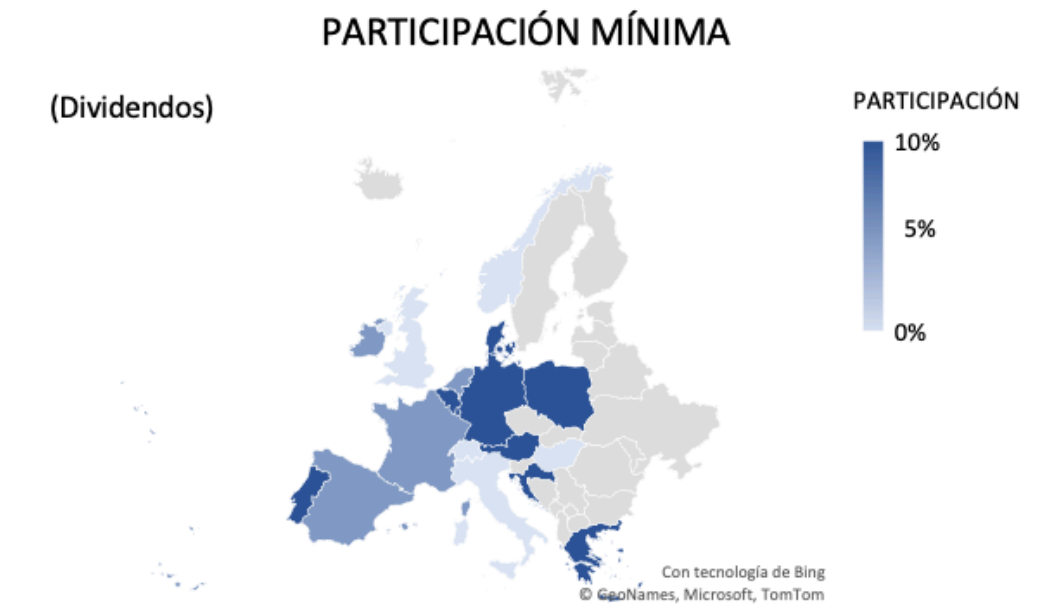 PARTICIPACIÓN MÍNIMA
(Dividendos)
PARTICIPACIÓN
10%
5%
0%
Con tecnología de Bing
© GeoNames, Microsoft, TomTom